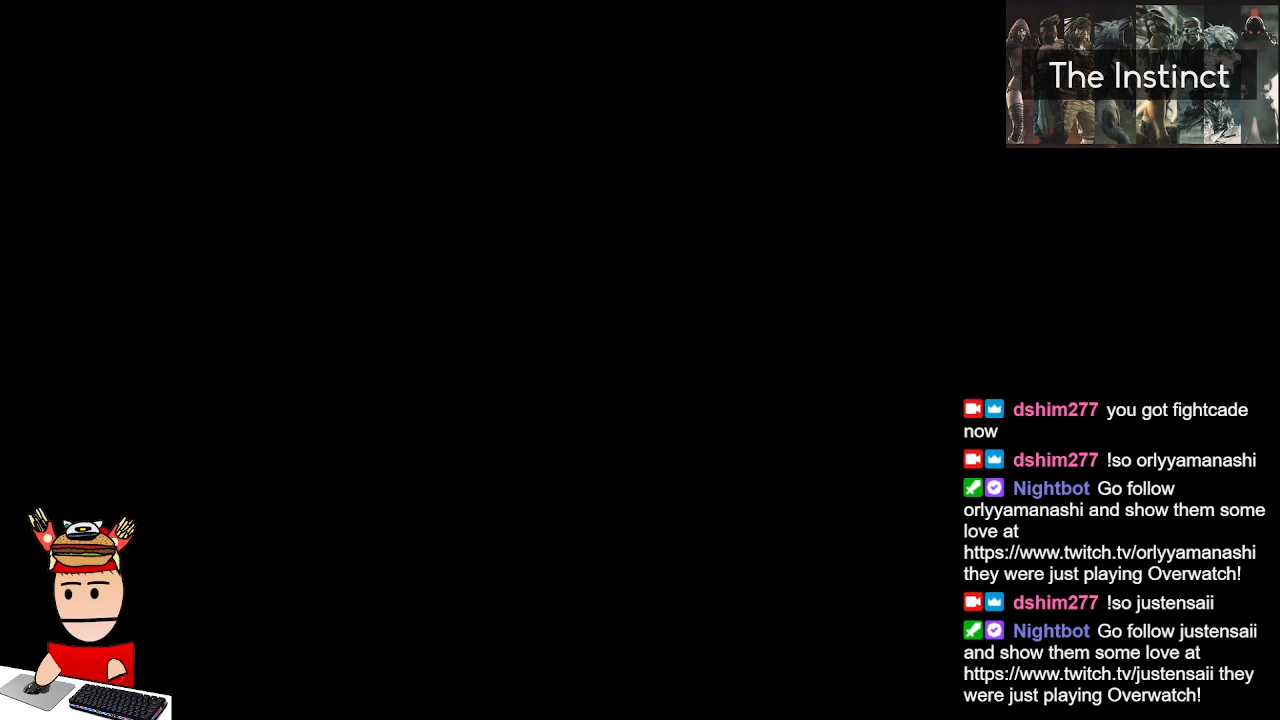 The Instinct
dshim277 you got fightcade
now
dshim277 !so orlyyamanashi
Nightbot Go follow
orlyyamanashi and show them some
love at
https://www.twitch.tv/orlyyamanashi
they were just playing Overwatch!
dshim277 !so justensaii
Nightbot Go follow justensaii
and show them some love at
https://www.twitch.tv/justensaii they
were just playing Overwatch!